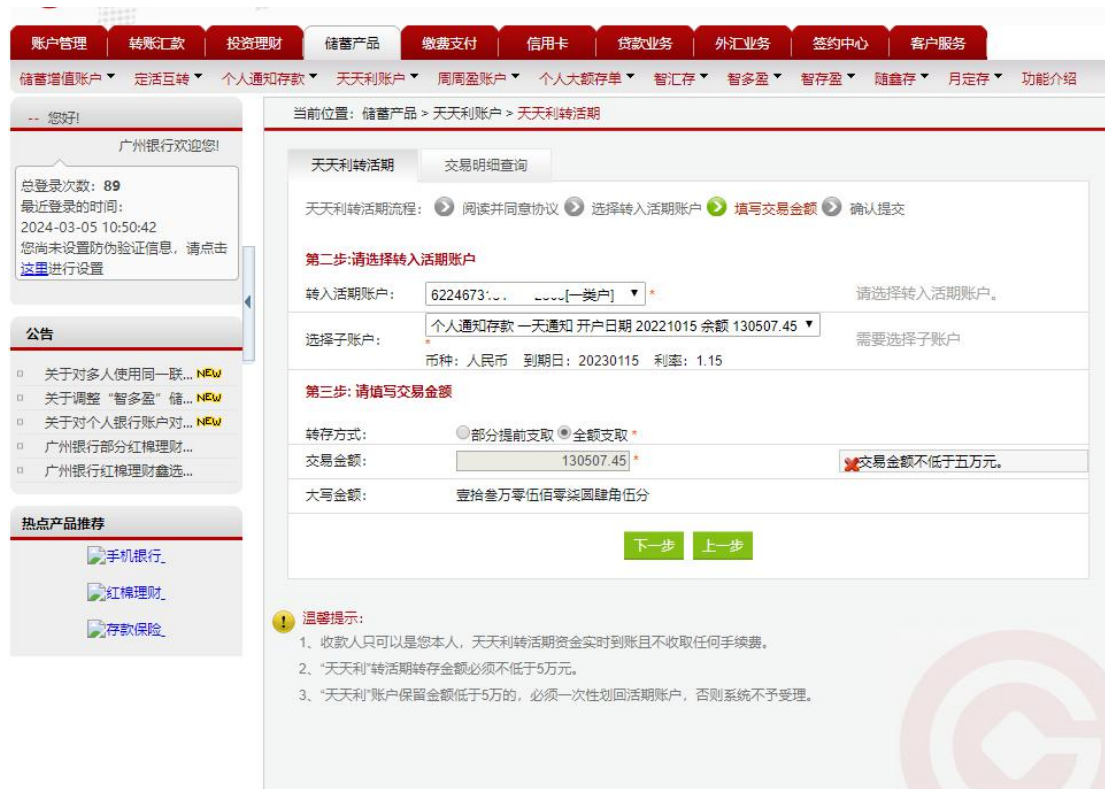 账户管理 转账汇款 投资理财 储蓄产品 缴费支付 信用卡 贷款业务 外汇业务 签约中心 客户服务
储蓄增值账户 定活互转 个人通知存款 天天利账户 周周盈账户 个人大额存单 智汇存 智多盈 智存盈 随鑫存 月定存 功能介绍
-- 您好!
广州银行欢迎您!
总登录次数: 89
最近登录的时间:
2024-03-05 10:50:42
您尚未设置防伪验证信息, 请点击
这里进行设置
公告
关于对多人使用同一联... NEW
关于调整“智多盈”储... NEW
关于对个人银行账户对... NEW
广州银行部分红棉理财...
广州银行红棉理财鑫选...
热点产品推荐
手机银行_
红棉理财_
存款保险_
当前位置: 储蓄产品 > 天天利账户 > 天天利转活期
天天利转活期 交易明细查询
天天利转活期流程: 阅读并同意协议 选择转入活期账户 填写交易金额 确认提交
第二步:请选择转入活期账户
转入活期账户: 6224673 [一类户] * 请选择转入活期账户。
选择子账户: 个人通知存款 一天通知 开户日期 20221015 余额 130507.45 * 需要选择子账户
币种: 人民币 到期日: 20230115 利率: 1.15
第三步: 请填写交易金额
转存方式: 部分提前支取 全额支取 *
交易金额: 130507.45 * 交易金额不低于五万元。
大写金额: 壹拾叁万零伍佰零柒圆肆角伍分
下一步 上一步
温馨提示:
1、收款人只可以是您本人, 天天利转活期资金实时到账且不收取任何手续费。
2、“天天利”转活期转存金额必须不低于5万元。
3、“天天利”账户保留金额低于5万的, 必须一次性划回活期账户, 否则系统不予受理。